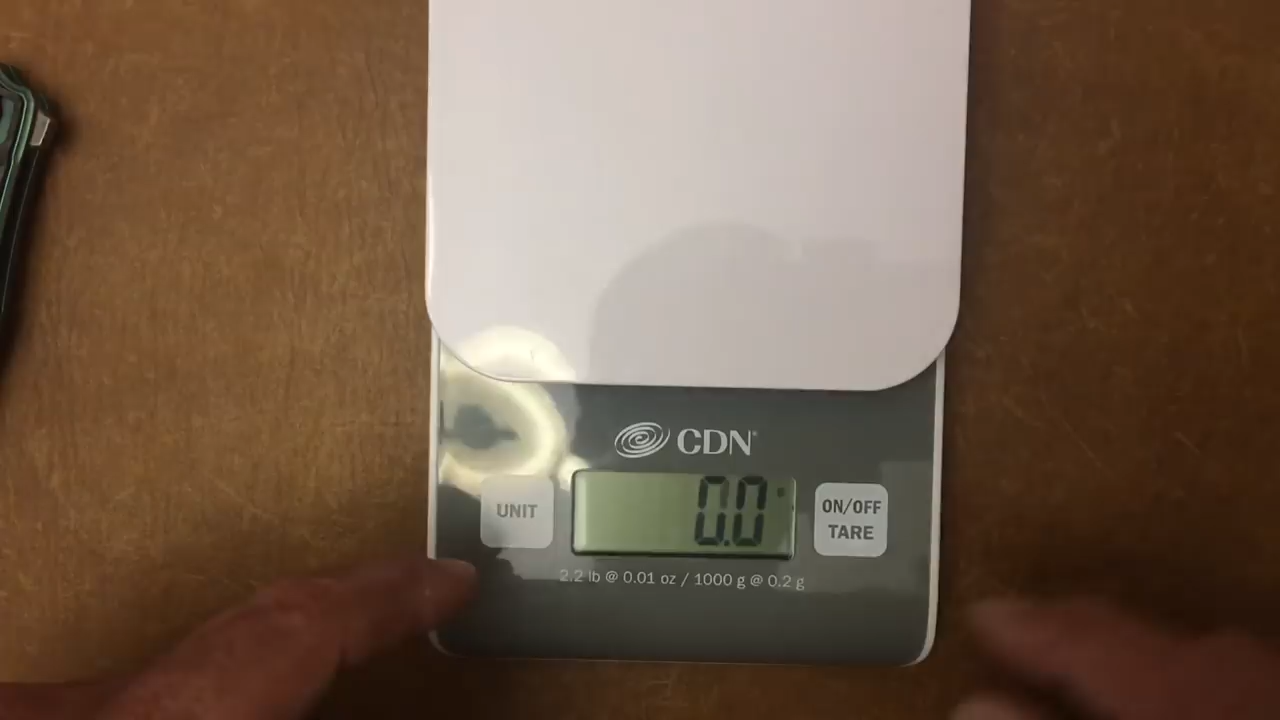 CDN®
UNIT
0.0
ON/OFF
TARE
2.2 lb @ 0.01 oz / 1000 g @ 0.2 g